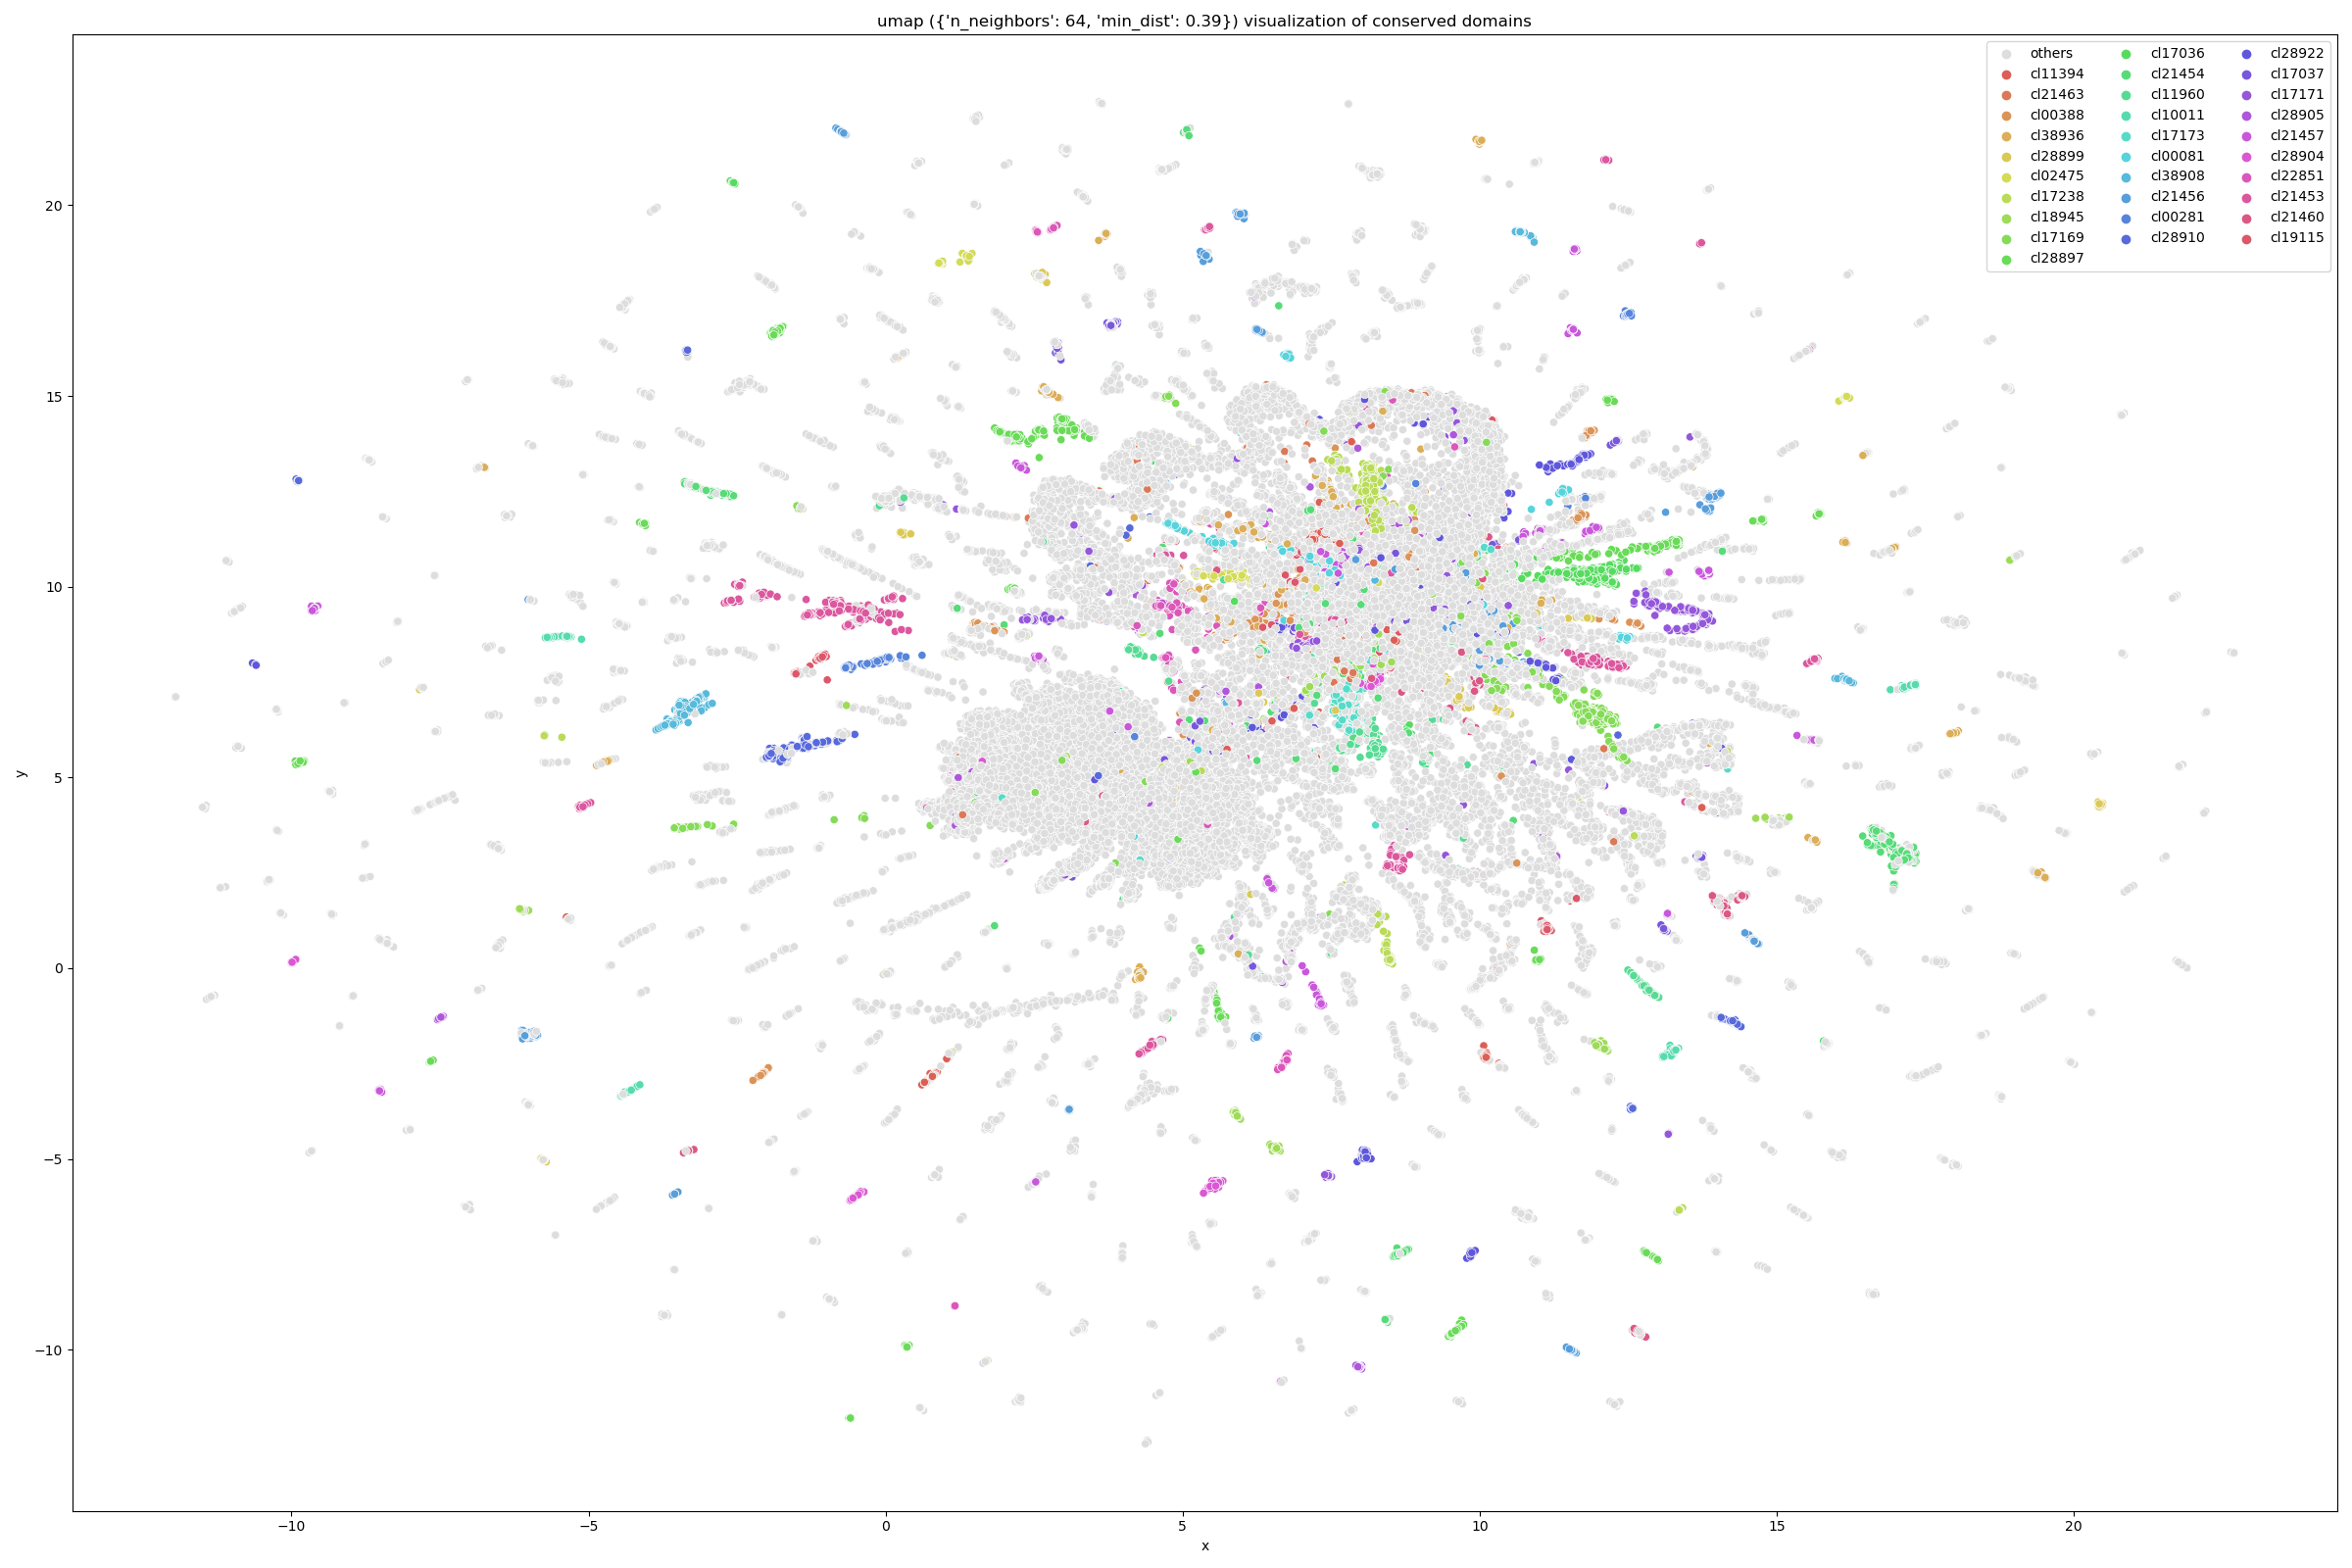 umap ({'n_neighbors': 64, 'min_dist': 0.39}) visualization of conserved domains
others cl17036 cl28922
cl11394 cl21454 cl17037
cl21463 cl11960 cl17171
cl00388 cl10011 cl28905
cl38936 cl17173 cl21457
cl28899 cl00081 cl28904
cl02475 cl38908 cl22851
cl17238 cl21456 cl21453
cl18945 cl00281 cl21460
cl17169 cl28910 cl19115
cl28897
20
15
10
5
0
−5
−10
y
−10 −5 0 5 10 15 20
x